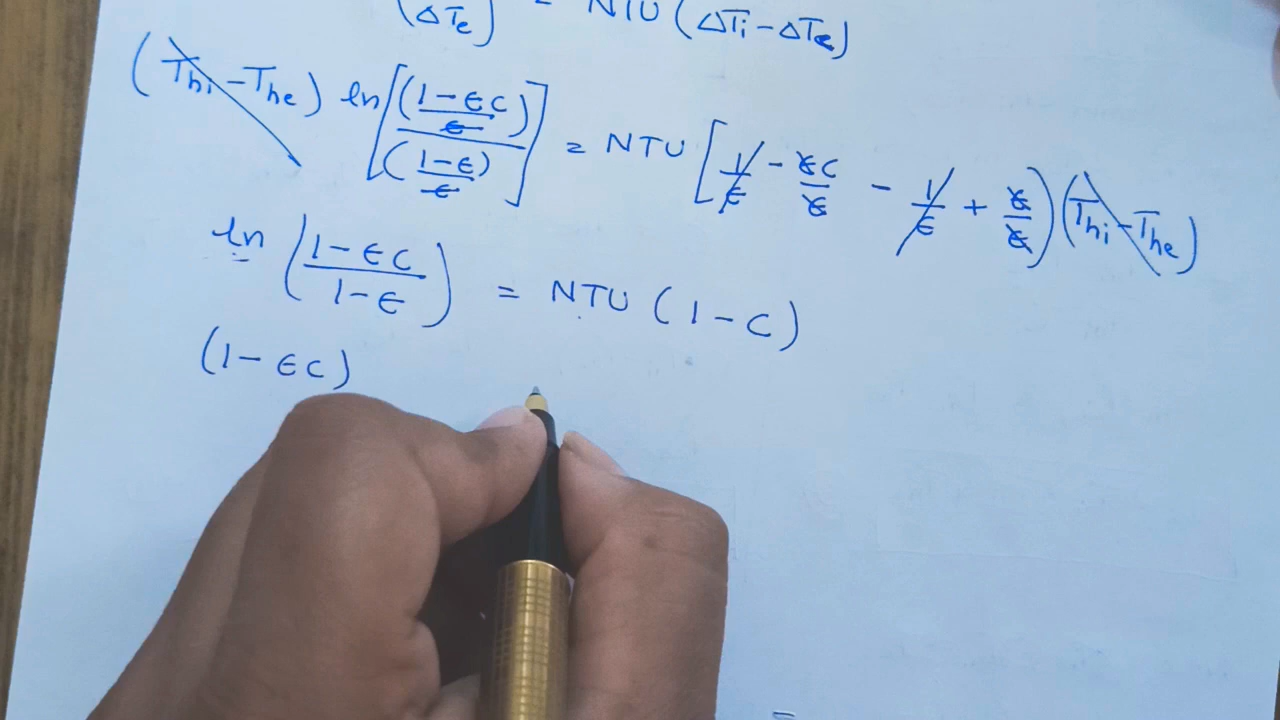 (ΔTe) = NTU (ΔTi - ΔTe)
(Thi - The) ln [((1-ϵC)/ϵ) / ((1-ϵ)/ϵ)] = NTU [1/ϵ - ϵC/ϵ - 1/ϵ + ϵ/ϵ) (Thi - The)
ln ((1-ϵC)/(1-ϵ)) = NTU (1-C)
(1-ϵC)